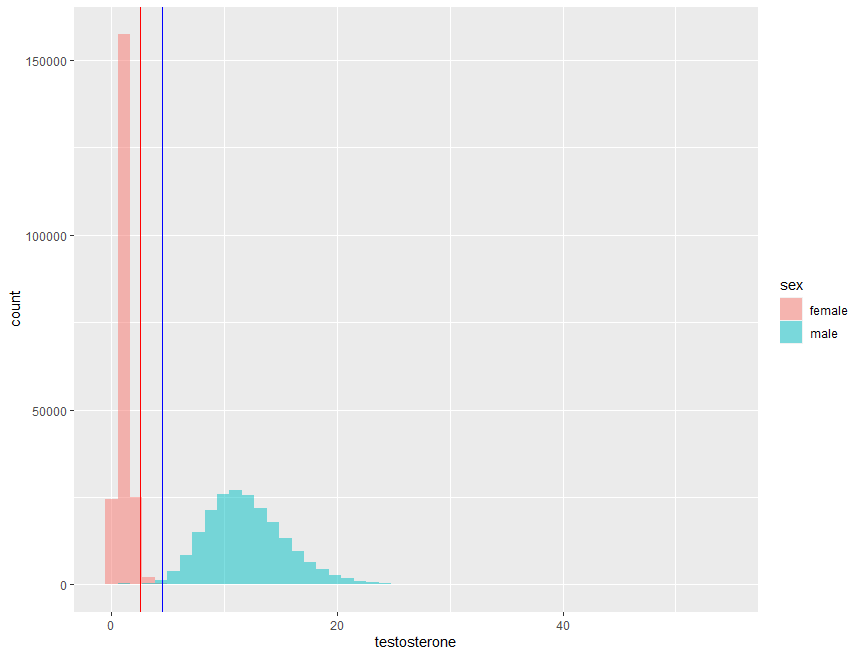 150000
100000
50000
0
count
0 20 40
testosterone
sex
female
male